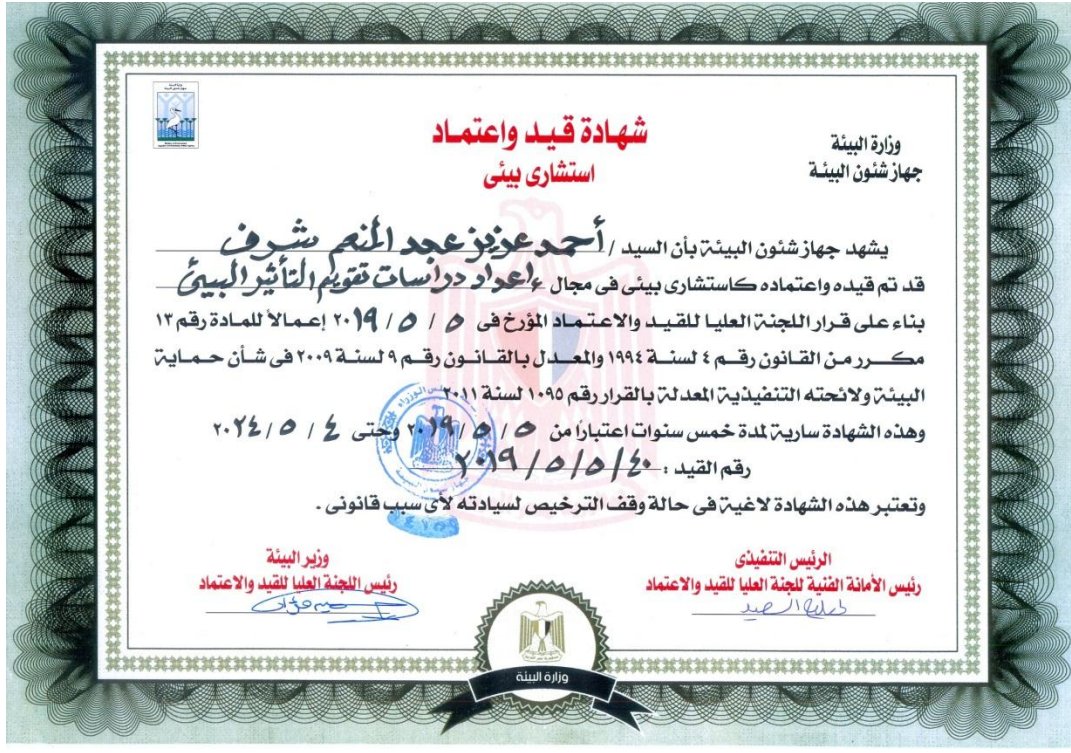 وزارة البيئة
جهاز شئون البيئة
شهادة قيد واعتماد
استشارى بيئى
يشهد جهاز شئون البيئة بأن السيد / أحمد عزيز عبد المنعم شرف
قد تم قيده واعتماده كاستشارى بيئى فى مجال إعداد دراسات تقويم التأثير البيئى
بناء على قرار اللجنة العليا للقيد والاعتماد المؤرخ فى ٥ / ٥ / ٢٠١٩ إعمالاً للمادة رقم ١٣
مكرر من القانون رقم ٤ لسنة ١٩٩٤ والمعدل بالقانون رقم ٩ لسنة ٢٠٠٩ فى شأن حماية
البيئة ولائحته التنفيذية المعدلة بالقرار رقم ١٠٩٥ لسنة ٢٠١١
وهذه الشهادة سارية لمدة خمس سنوات اعتبارًا من ٥ / ٥ / ٢٠١٩ وحتى ٤ / ٥ / ٢٠٢٤
رقم القيد : ٤٠ / ٥ / ٥ / ٢٠١٩
وتعتبر هذه الشهادة لاغية فى حالة وقف الترخيص لسيادته لأى سبب قانونى .
الرئيس التنفيذى
رئيس الأمانة الفنية للجنة العليا للقيد والاعتماد
وزير البيئة
رئيس اللجنة العليا للقيد والاعتماد
وزارة البيئة